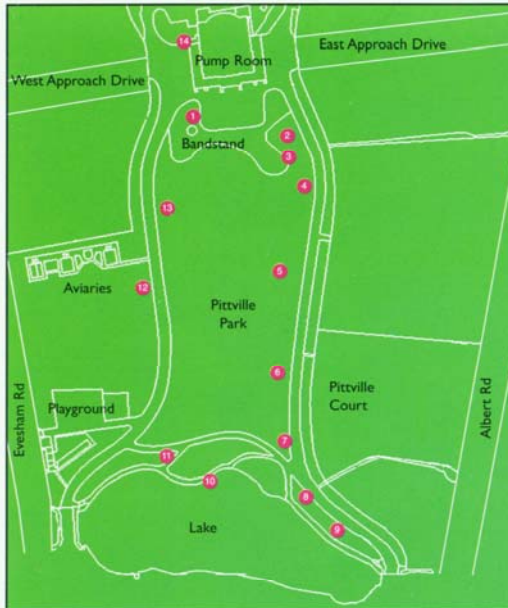 14
Pump Room
East Approach Drive
West Approach Drive
1
Bandstand
2
3
4
13
5
Aviaries
12
Pittville
Park
6
Evesham Rd
Playground
Pittville
Court
Albert Rd
7
11
10
8
Lake
9